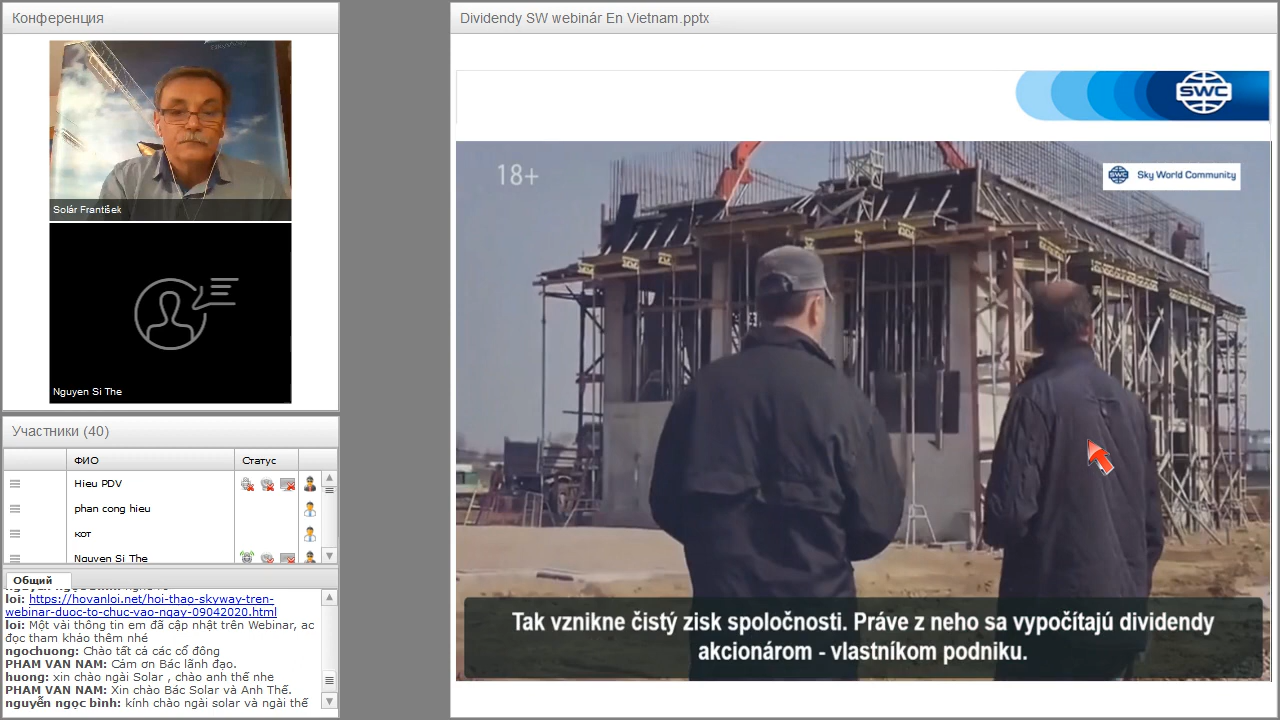 Конференция
Solár František
Nguyen Si The
Участники (40)
ФИО
Статус
Hieu PDV
phan cong hieu
кот
Nguyen Si The
Общий
loi: https://hovanloi.net/hoi-thao-skyway-tren-
webinar-duoc-to-chuc-vao-ngay-09042020.html
loi: Một vài thông tin em đã cập nhật trên Webinar, ac
đọc tham khảo thêm nhé
ngochuong: Chào tất cả các cổ đông
PHAM VAN NAM: Cảm ơn Bác lãnh đạo.
huong: xin chào ngài Solar , chào anh thế nhe
PHAM VAN NAM: Xin chào Bác Solar và Anh Thế.
nguyễn ngọc bình: kính chào ngài solar và ngài thế
Dividendy SW webinár En Vietnam.pptx
SWC
18+
SWC Sky World Community
Tak vznikne čistý zisk spoločnosti. Práve z neho sa vypočítajú dividendy
akcionárom - vlastníkom podniku.